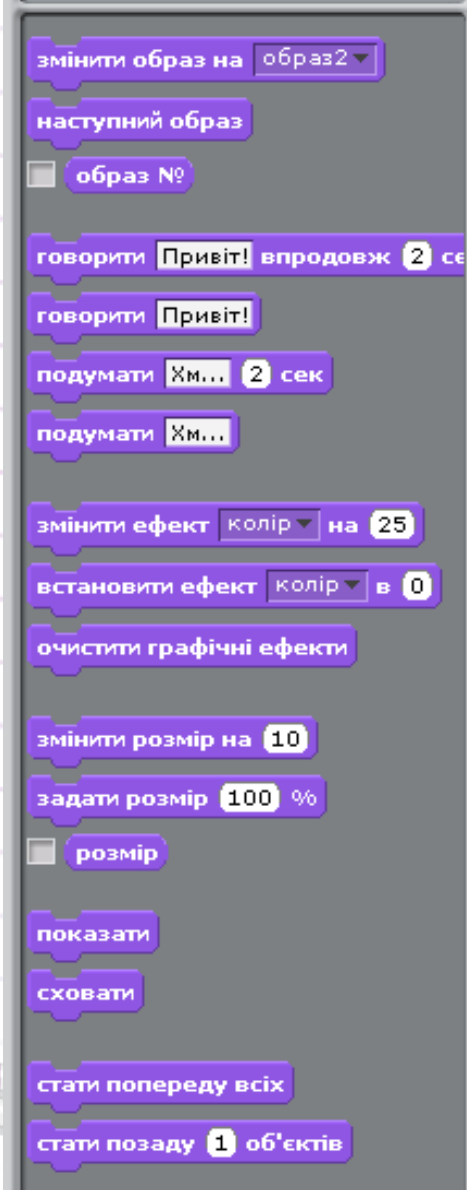 змінити образ на образ2
наступний образ
образ №
говорити Привіт! впродовж 2 се
говорити Привіт!
подумати Хм... 2 сек
подумати Хм...
змінити ефект колір на 25
встановити ефект колір в 0
очистити графічні ефекти
змінити розмір на 10
задати розмір 100 %
розмір
показати
сховати
стати попереду всіх
стати позаду 1 об'єктів